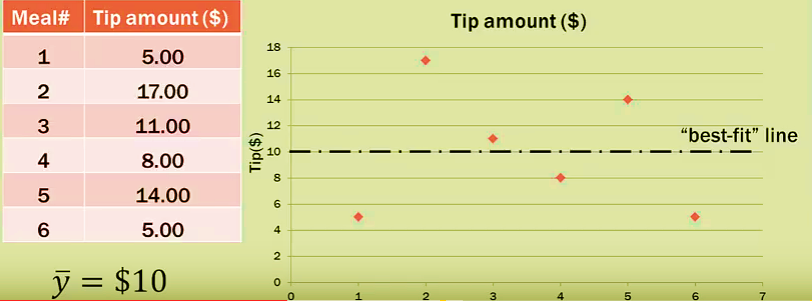 Meal# Tip amount ($)
1 5.00
2 17.00
3 11.00
4 8.00
5 14.00
6 5.00
y̅ = $10
Tip amount ($)
18
16
14
12
10
8
6
4
2
0
Tip($)
“best-fit” line
0 1 2 3 4 5 6 7